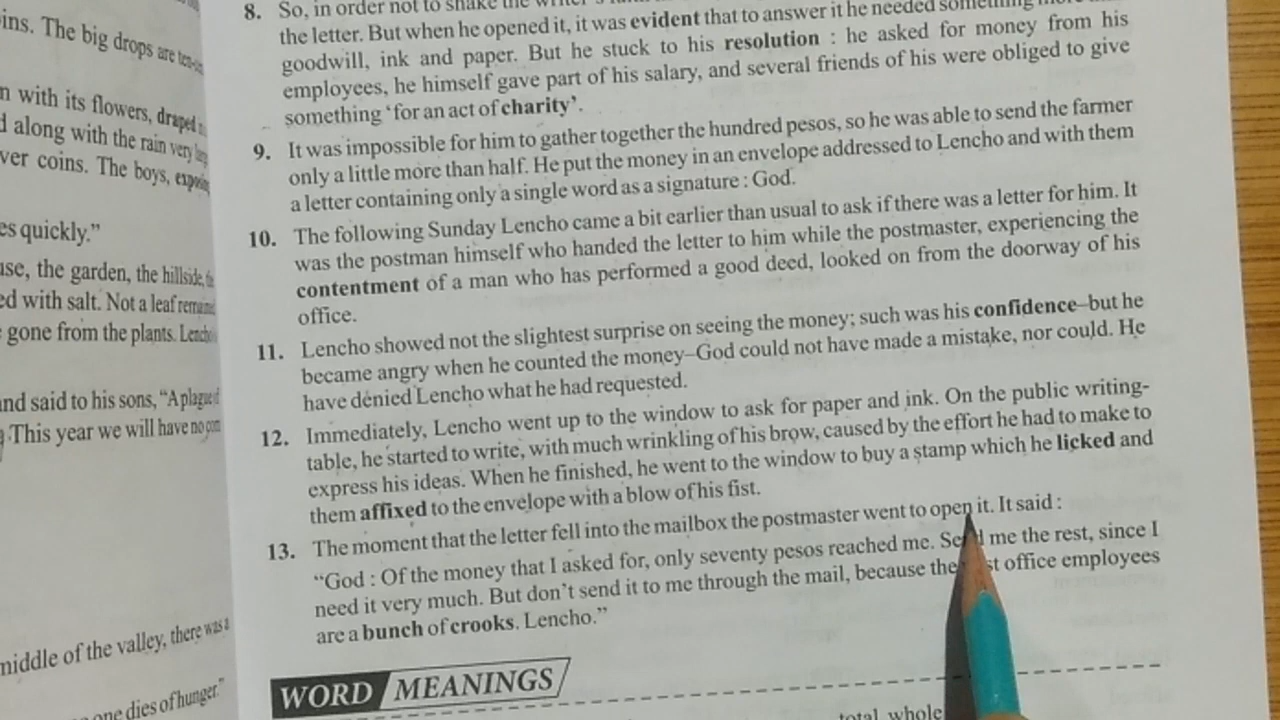 ins. The big drops are ten-
n with its flowers, draped
d along with the rain very
ver coins. The boys,
es quickly."
use, the garden, the hillside,
ed with salt. Not a leaf
gone from the plants.
and said to his sons, "A plague of
This year we will have no
middle of the valley, there was a
one dies of hunger."
8. So, in order not to shake the writer's
the letter. But when he opened it, it was evident that to answer it he needed something
goodwill, ink and paper. But he stuck to his resolution : he asked for money from his
employees, he himself gave part of his salary, and several friends of his were obliged to give
something 'for an act of charity'.
9. It was impossible for him to gather together the hundred pesos, so he was able to send the farmer
only a little more than half. He put the money in an envelope addressed to Lencho and with them
a letter containing only a single word as a signature : God.
10. The following Sunday Lencho came a bit earlier than usual to ask if there was a letter for him. It
was the postman himself who handed the letter to him while the postmaster, experiencing the
contentment of a man who has performed a good deed, looked on from the doorway of his
office.
11. Lencho showed not the slightest surprise on seeing the money; such was his confidence–but he
became angry when he counted the money–God could not have made a mistake, nor could. He
have denied Lencho what he had requested.
12. Immediately, Lencho went up to the window to ask for paper and ink. On the public writing-
table, he started to write, with much wrinkling of his brow, caused by the effort he had to make to
express his ideas. When he finished, he went to the window to buy a stamp which he licked and
them affixed to the envelope with a blow of his fist.
13. The moment that the letter fell into the mailbox the postmaster went to open it. It said :
"God : Of the money that I asked for, only seventy pesos reached me. Send me the rest, since I
need it very much. But don't send it to me through the mail, because the office employees
are a bunch of crooks. Lencho."
WORD MEANINGS
total, whole